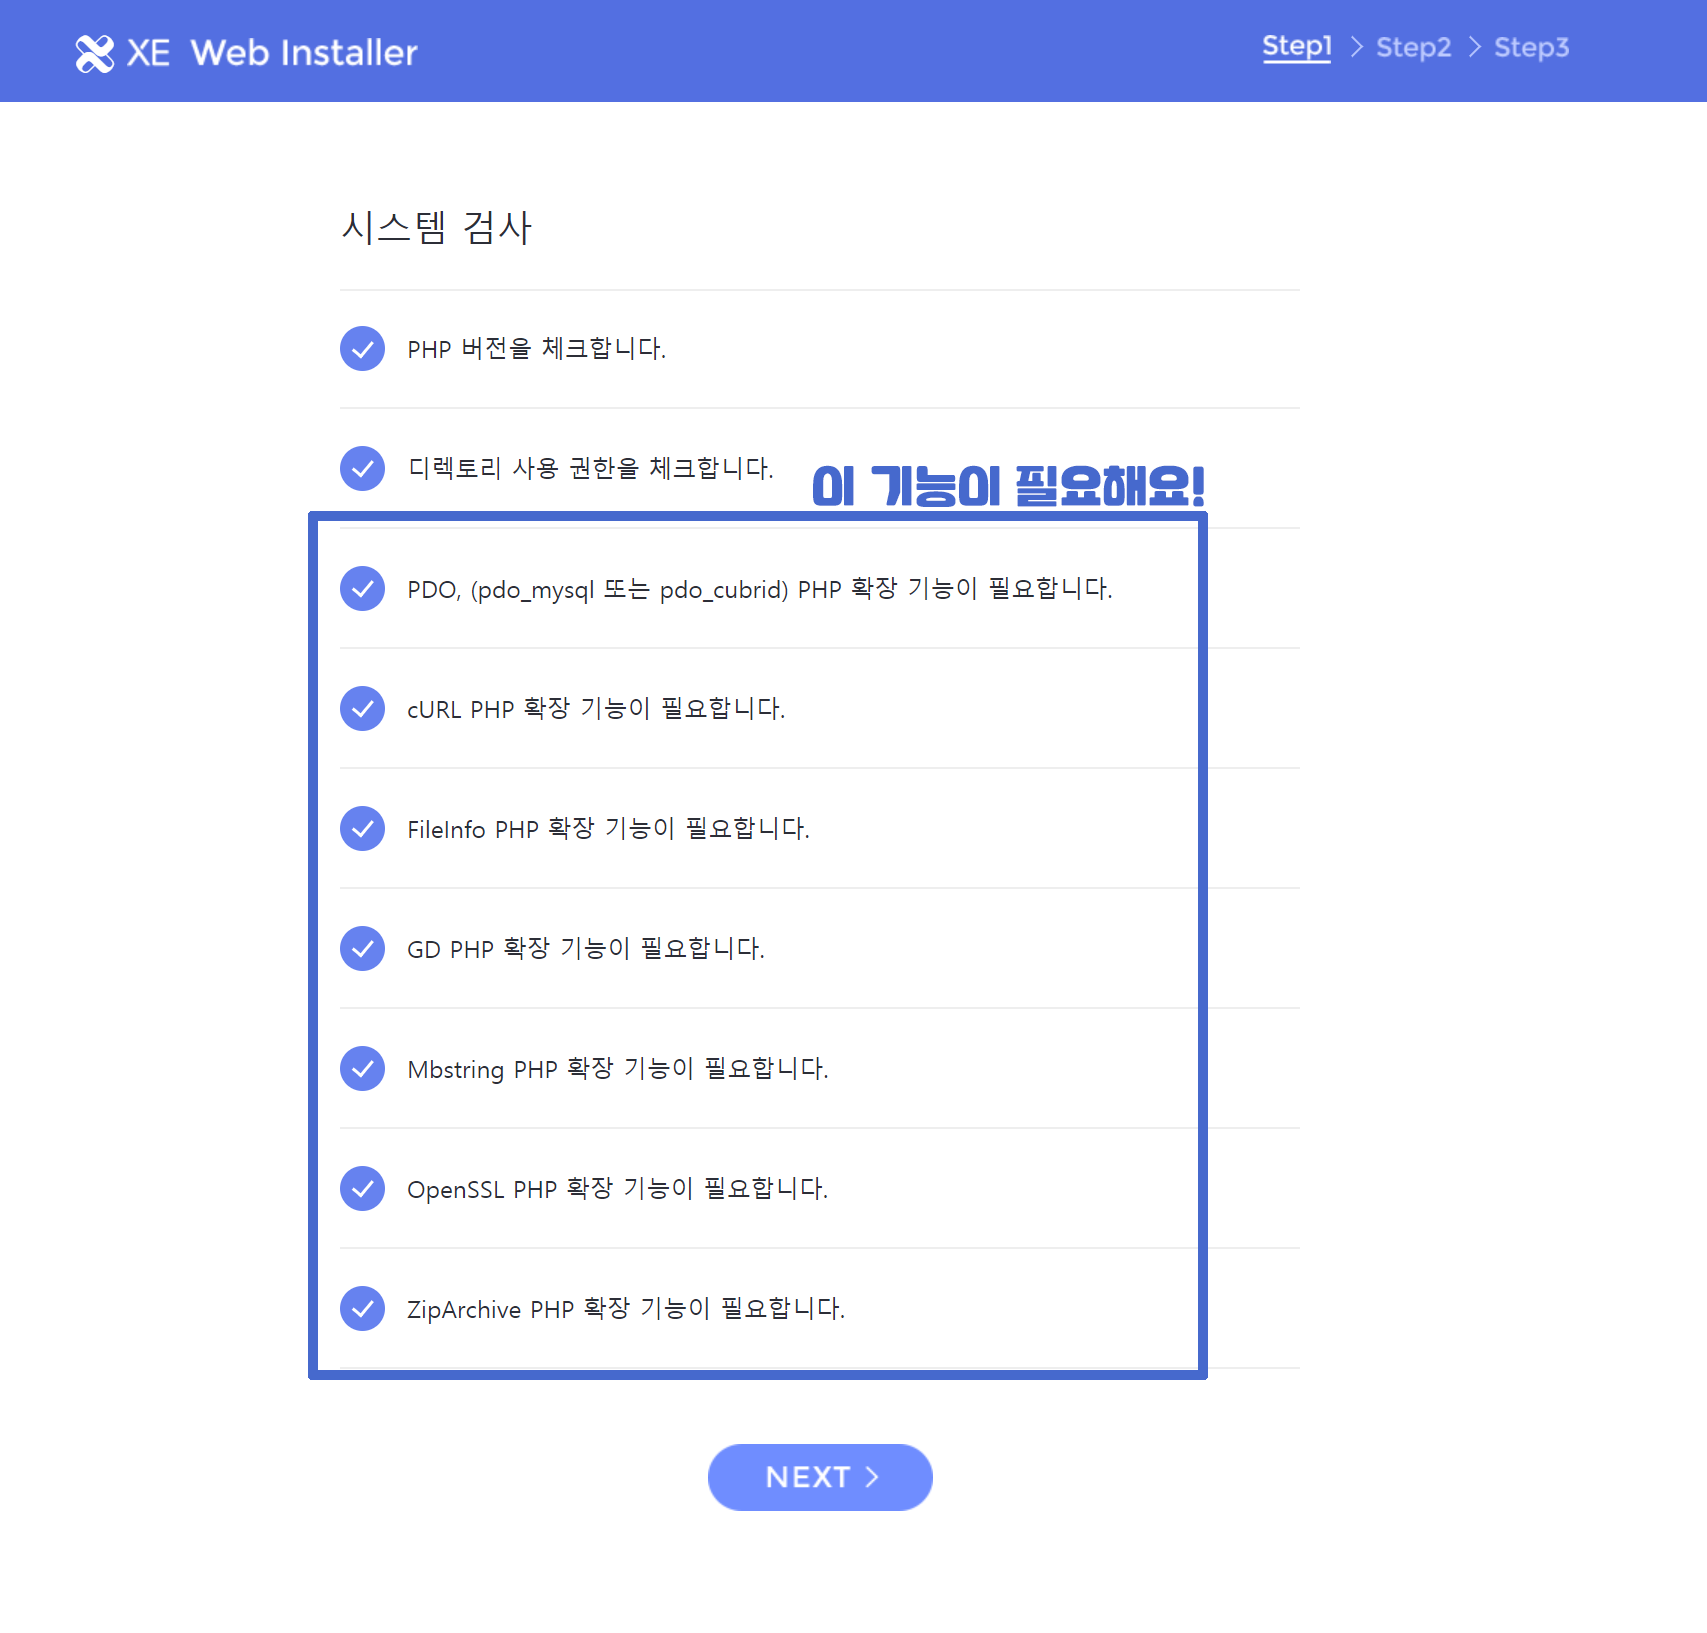 XE Web Installer
Step1 > Step2 > Step3
시스템 검사
PHP 버전을 체크합니다.
디렉토리 사용 권한을 체크합니다.
이 기능이 필요해요!
PDO, (pdo_mysql 또는 pdo_cubrid) PHP 확장 기능이 필요합니다.
cURL PHP 확장 기능이 필요합니다.
FileInfo PHP 확장 기능이 필요합니다.
GD PHP 확장 기능이 필요합니다.
Mbstring PHP 확장 기능이 필요합니다.
OpenSSL PHP 확장 기능이 필요합니다.
ZipArchive PHP 확장 기능이 필요합니다.
NEXT >